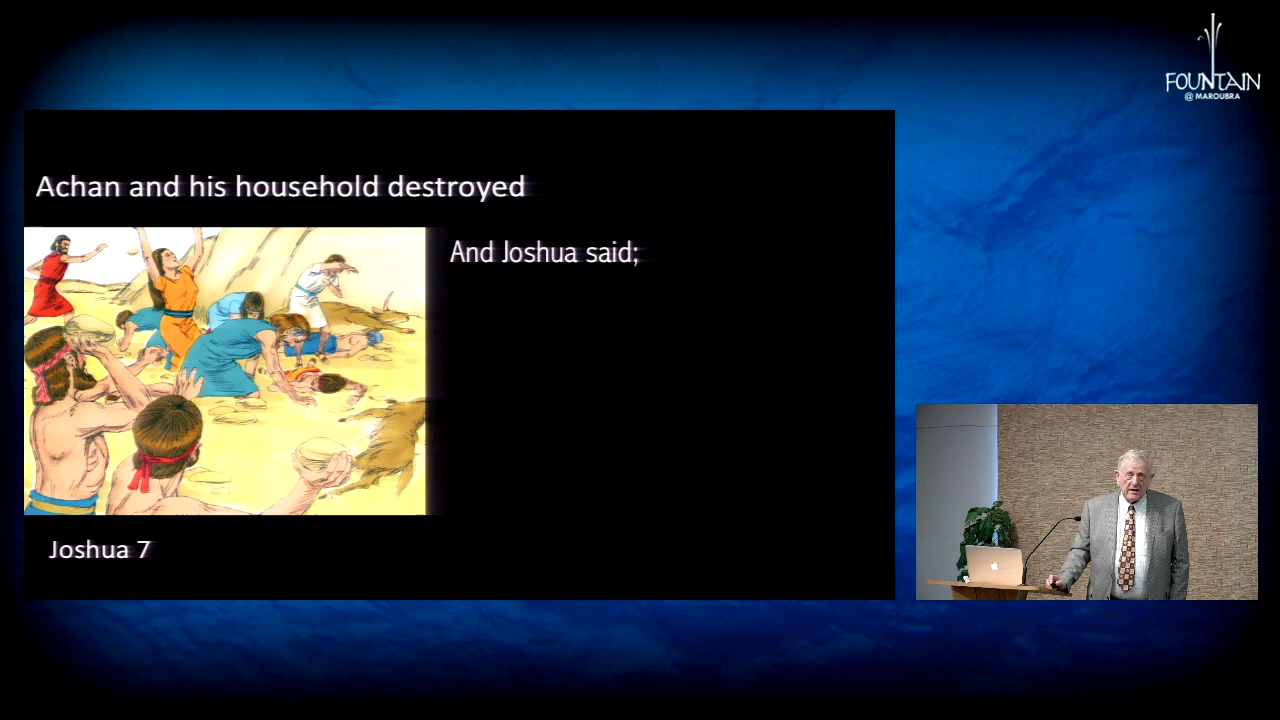 FOUNTAIN
@ MAROUBRA
Achan and his household destroyed
And Joshua said;
Joshua 7